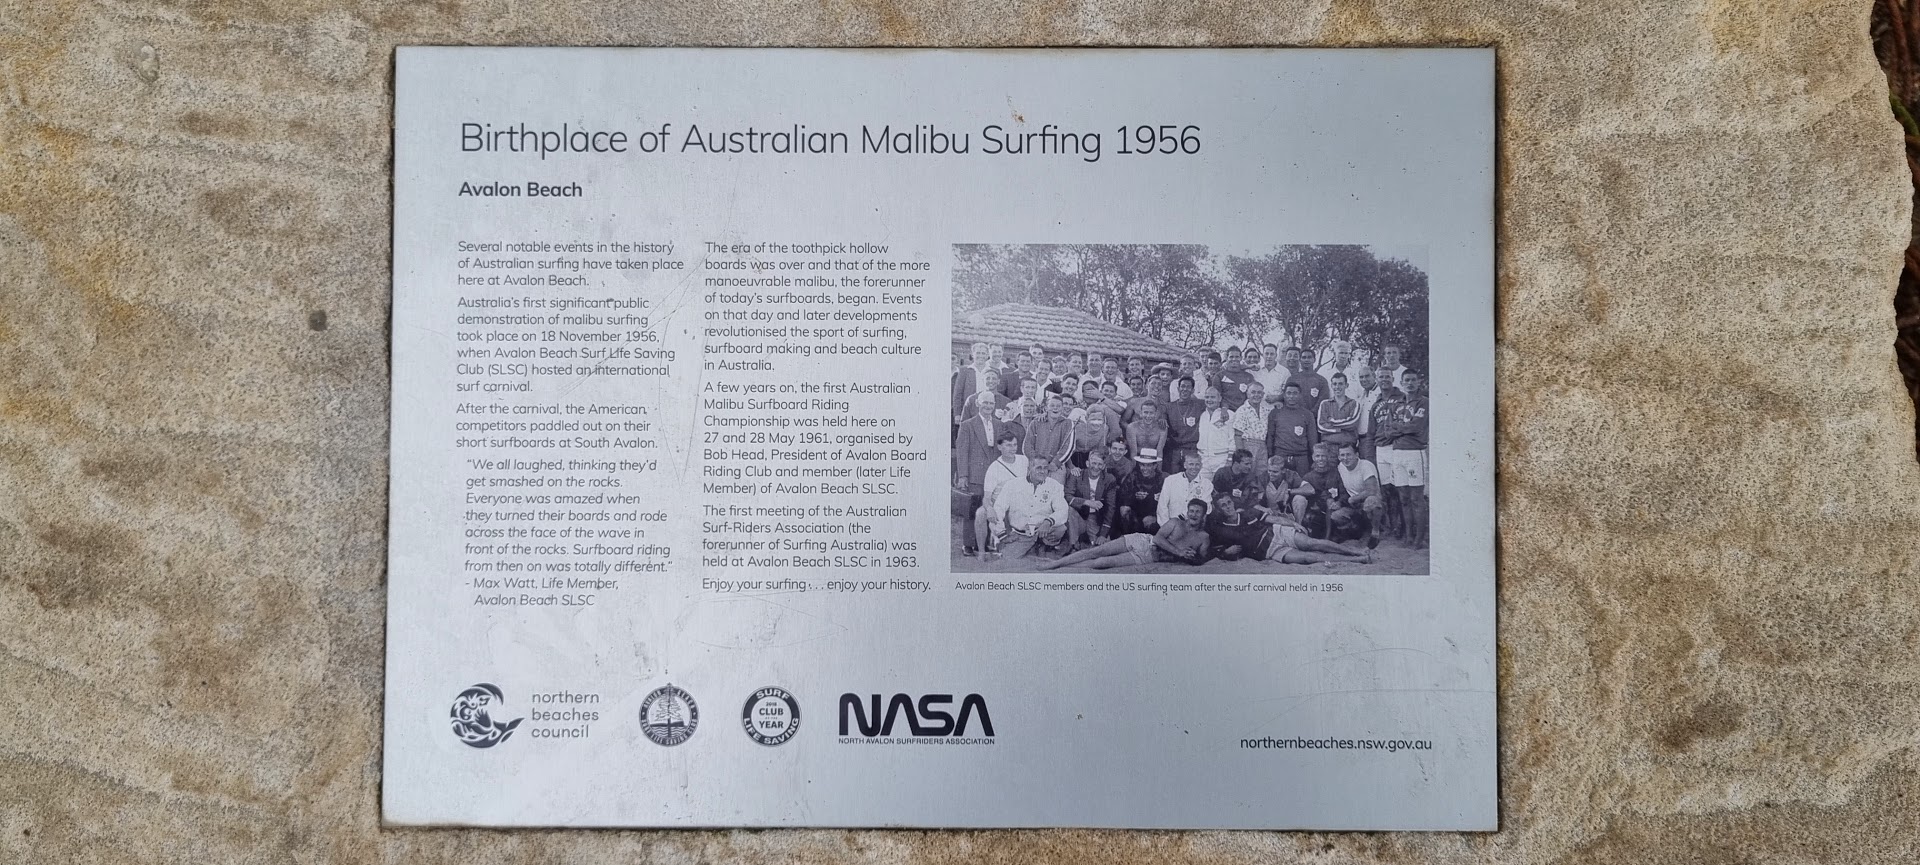 Birthplace of Australian Malibu Surfing 1956
Avalon Beach
Several notable events in the history
of Australian surfing have taken place
here at Avalon Beach.
Australia's first significant public
demonstration of malibu surfing
took place on 18 November 1956,
when Avalon Beach Surf Life Saving
Club (SLSC) hosted an international
surf carnival.
After the carnival, the American
competitors paddled out on their
short surfboards at South Avalon.
"We all laughed, thinking they'd
get smashed on the rocks.
Everyone was amazed when
they turned their boards and rode
across the face of the wave in
front of the rocks. Surfboard riding
from then on was totally different."
- Max Watt, Life Member,
Avalon Beach SLSC
The era of the toothpick hollow
boards was over and that of the more
manoeuvrable malibu, the forerunner
of today's surfboards, began. Events
on that day and later developments
revolutionised the sport of surfing,
surfboard making and beach culture
in Australia.
A few years on, the first Australian
Malibu Surfboard Riding
Championship was held here on
27 and 28 May 1961, organised by
Bob Head, President of Avalon Board
Riding Club and member (later Life
Member) of Avalon Beach SLSC.
The first meeting of the Australian
Surf-Riders Association (the
forerunner of Surfing Australia) was
held at Avalon Beach SLSC in 1963.
Enjoy your surfing . . . enjoy your history.
Avalon Beach SLSC members and the US surfing team after the surf carnival held in 1956
northern
beaches
council
SURF
CLUB
YEAR
LIFE SAVING
NASA
NORTH AVALON SURFRIDERS ASSOCIATION
northernbeaches.nsw.gov.au